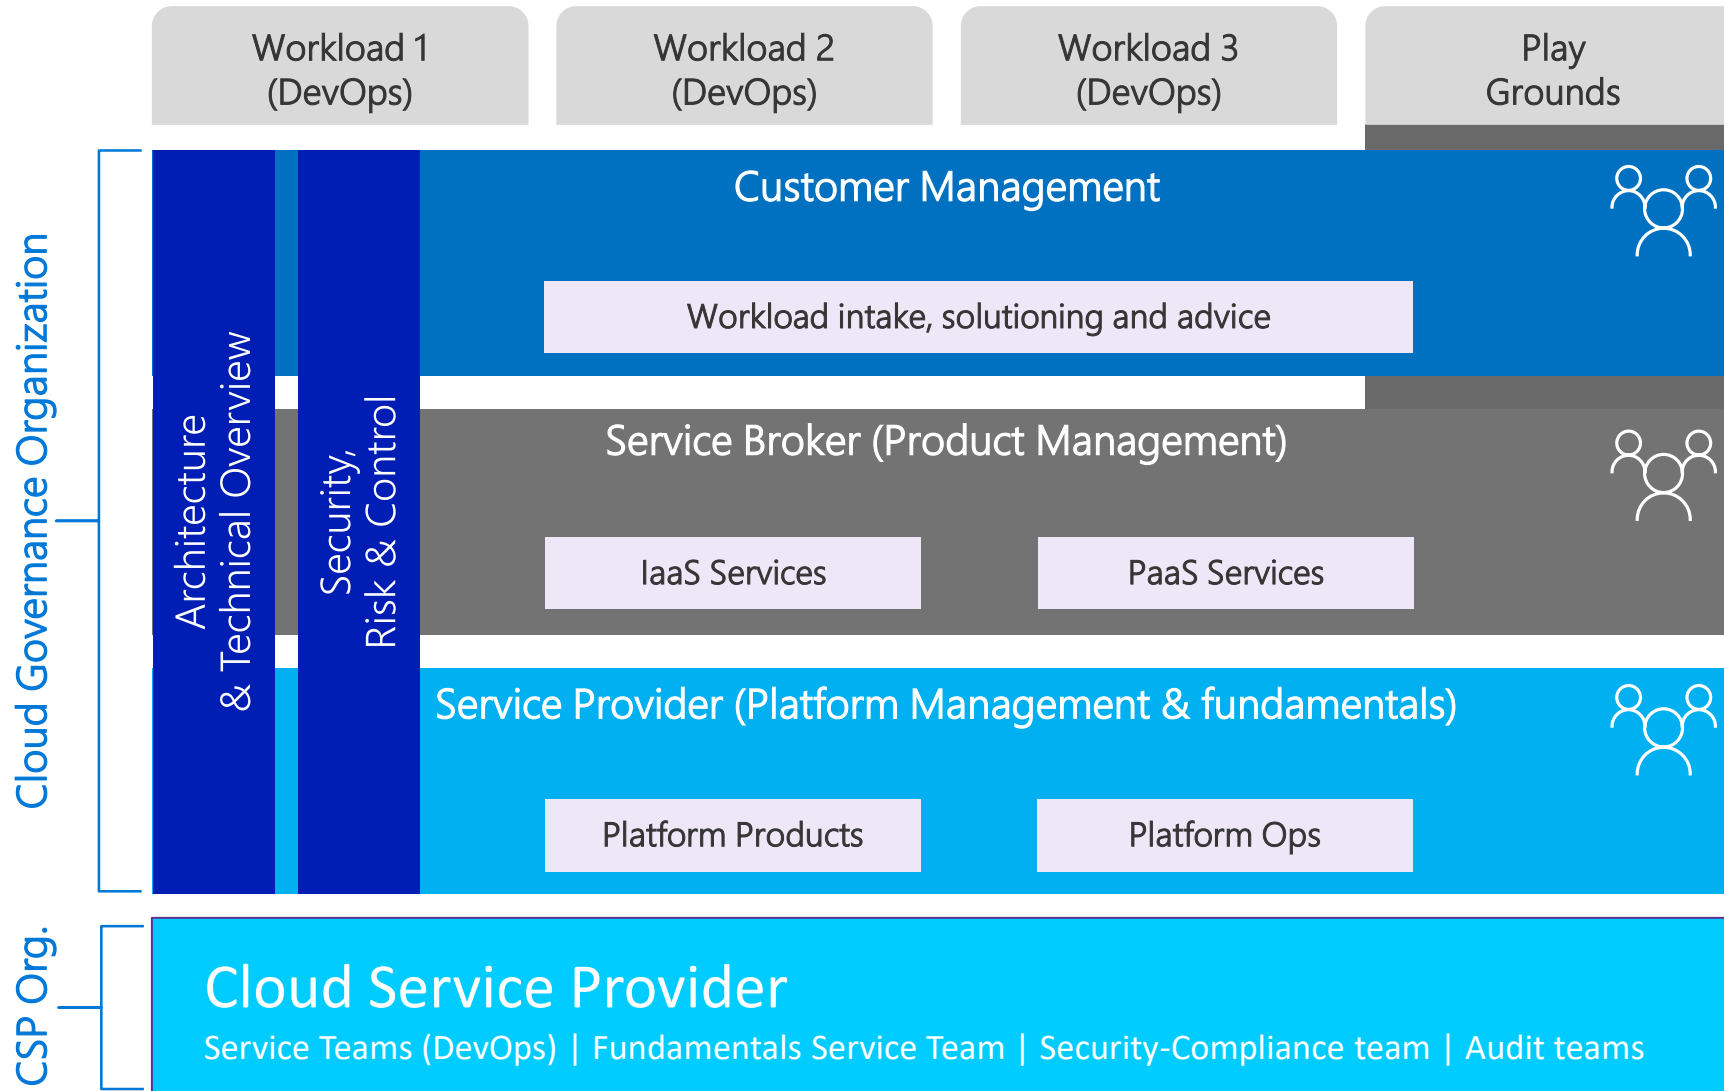 Workload 1
(DevOps)
Workload 2
(DevOps)
Workload 3
(DevOps)
Play
Grounds
Cloud Governance Organization
Architecture
& Technical Overview
Security,
Risk & Control
Customer Management
Workload intake, solutioning and advice
Service Broker (Product Management)
IaaS Services
PaaS Services
Service Provider (Platform Management & fundamentals)
Platform Products
Platform Ops
CSP Org.
Cloud Service Provider
Service Teams (DevOps) | Fundamentals Service Team | Security-Compliance team | Audit teams